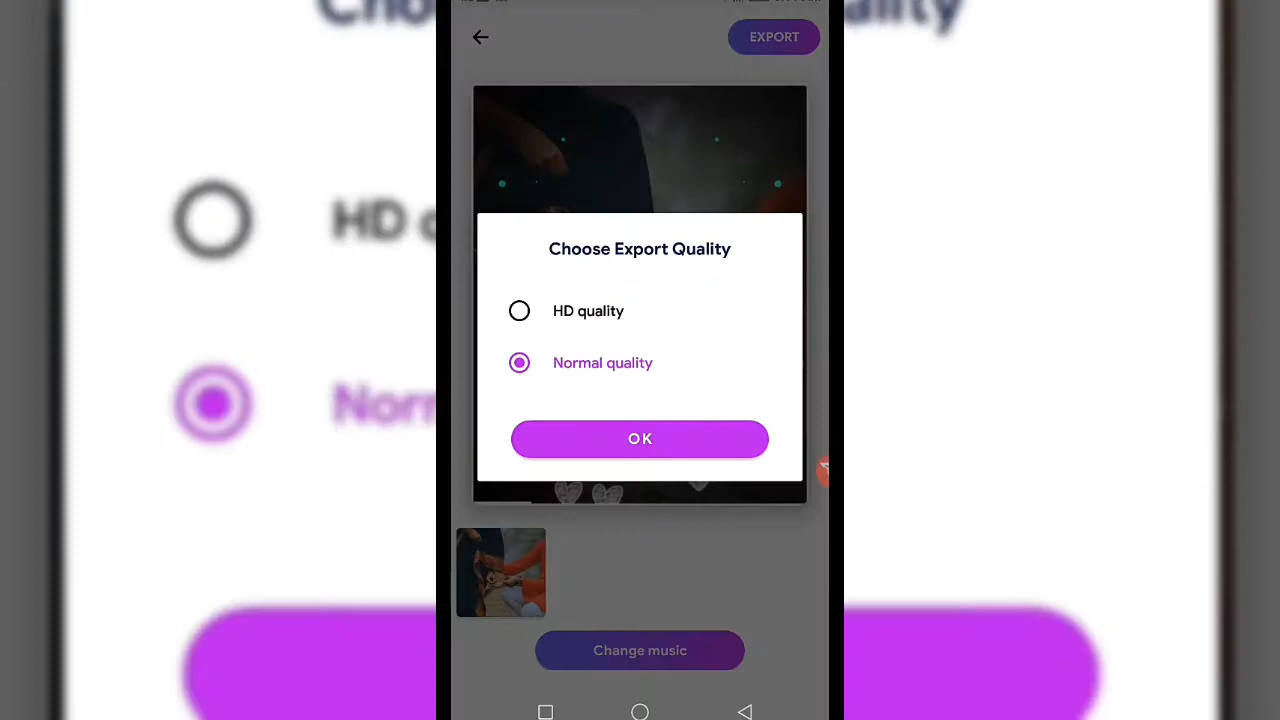 EXPORT
Choose Export Quality
HD quality
Normal quality
OK
Change music